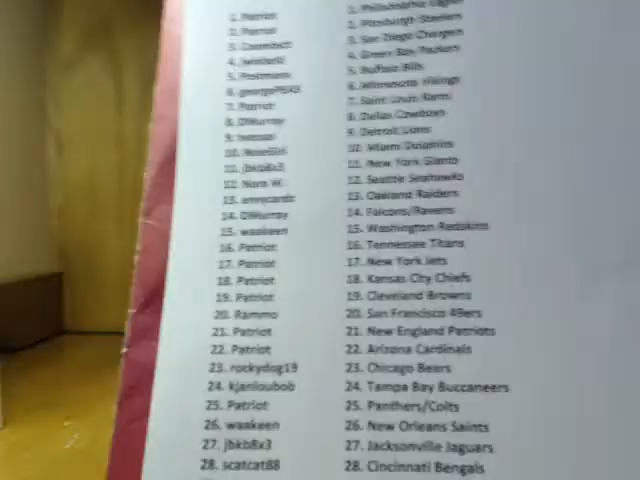 1. Patriot
2. Patriot
3.
4.
5. Postmann
6.
7. Patriot
8. DMurray
9.
10.
11. jbkb8x3
12. Nora W.
13.
14. DMurray
15. waakeen
16. Patriot
17. Patriot
18. Patriot
19. Patriot
20. Rammo
21. Patriot
22. Patriot
23. rockydog19
24. kjanloubob
25. Patriot
26. waakeen
27. jbkb8x3
28. scatcat88
1. Philadelphia Eagles
2. Pittsburgh Steelers
3. San Diego Chargers
4. Green Bay Packers
5. Buffalo Bills
6. Minnesota Vikings
7. Saint Louis Rams
8. Dallas Cowboys
9. Detroit Lions
10. Miami Dolphins
11. New York Giants
12. Seattle Seahawks
13. Oakland Raiders
14. Falcons/Ravens
15. Washington Redskins
16. Tennessee Titans
17. New York Jets
18. Kansas City Chiefs
19. Cleveland Browns
20. San Francisco 49ers
21. New England Patriots
22. Arizona Cardinals
23. Chicago Bears
24. Tampa Bay Buccaneers
25. Panthers/Colts
26. New Orleans Saints
27. Jacksonville Jaguars
28. Cincinnati Bengals